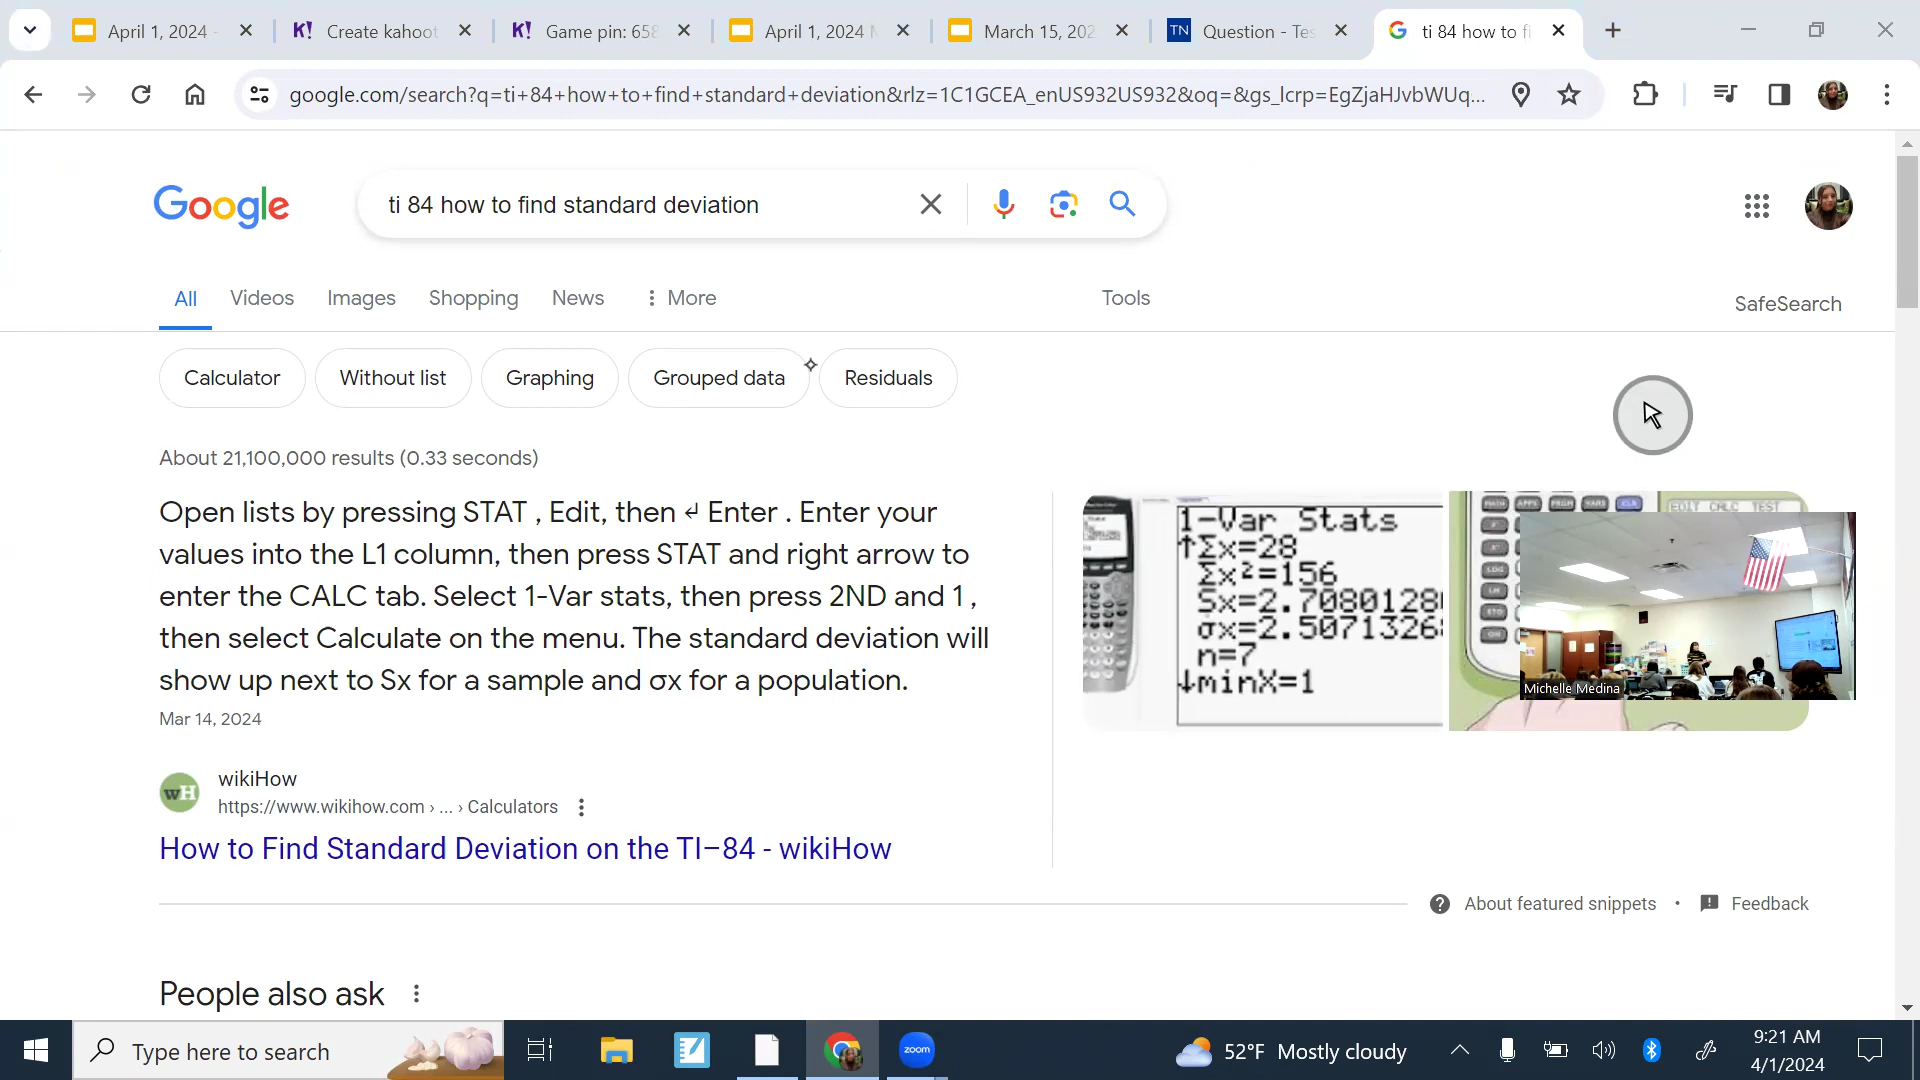 April 1, 2024 -
Create kahoot
Game pin: 658
April 1, 2024 M
March 15, 202
TN
Question - Tes
ti 84 how to fi
google.com/search?q=ti+84+how+to+find+standard+deviation&rlz=1C1GCEA_enUS932US932&oq=&gs_lcrp=EgZjaHJvbWUq...
Google
ti 84 how to find standard deviation
All
Videos
Images
Shopping
News
More
Tools
SafeSearch
Calculator
Without list
Graphing
Grouped data
Residuals
About 21,100,000 results (0.33 seconds)
Open lists by pressing STAT , Edit, then ↵ Enter . Enter your
values into the L1 column, then press STAT and right arrow to
enter the CALC tab. Select 1-Var stats, then press 2ND and 1 ,
then select Calculate on the menu. The standard deviation will
show up next to Sx for a sample and σx for a population.
Mar 14, 2024
1-Var Stats
↑Σx=28
Σx²=156
Sx=2.7080128
σx=2.5071326
n=7
↓minX=1
EDIT CALC TEST
Michelle Medina
wH
wikiHow
https://www.wikihow.com › ... › Calculators
How to Find Standard Deviation on the TI–84 - wikiHow
About featured snippets
•
Feedback
People also ask
Type here to search
zoom
52°F Mostly cloudy
9:21 AM
4/1/2024